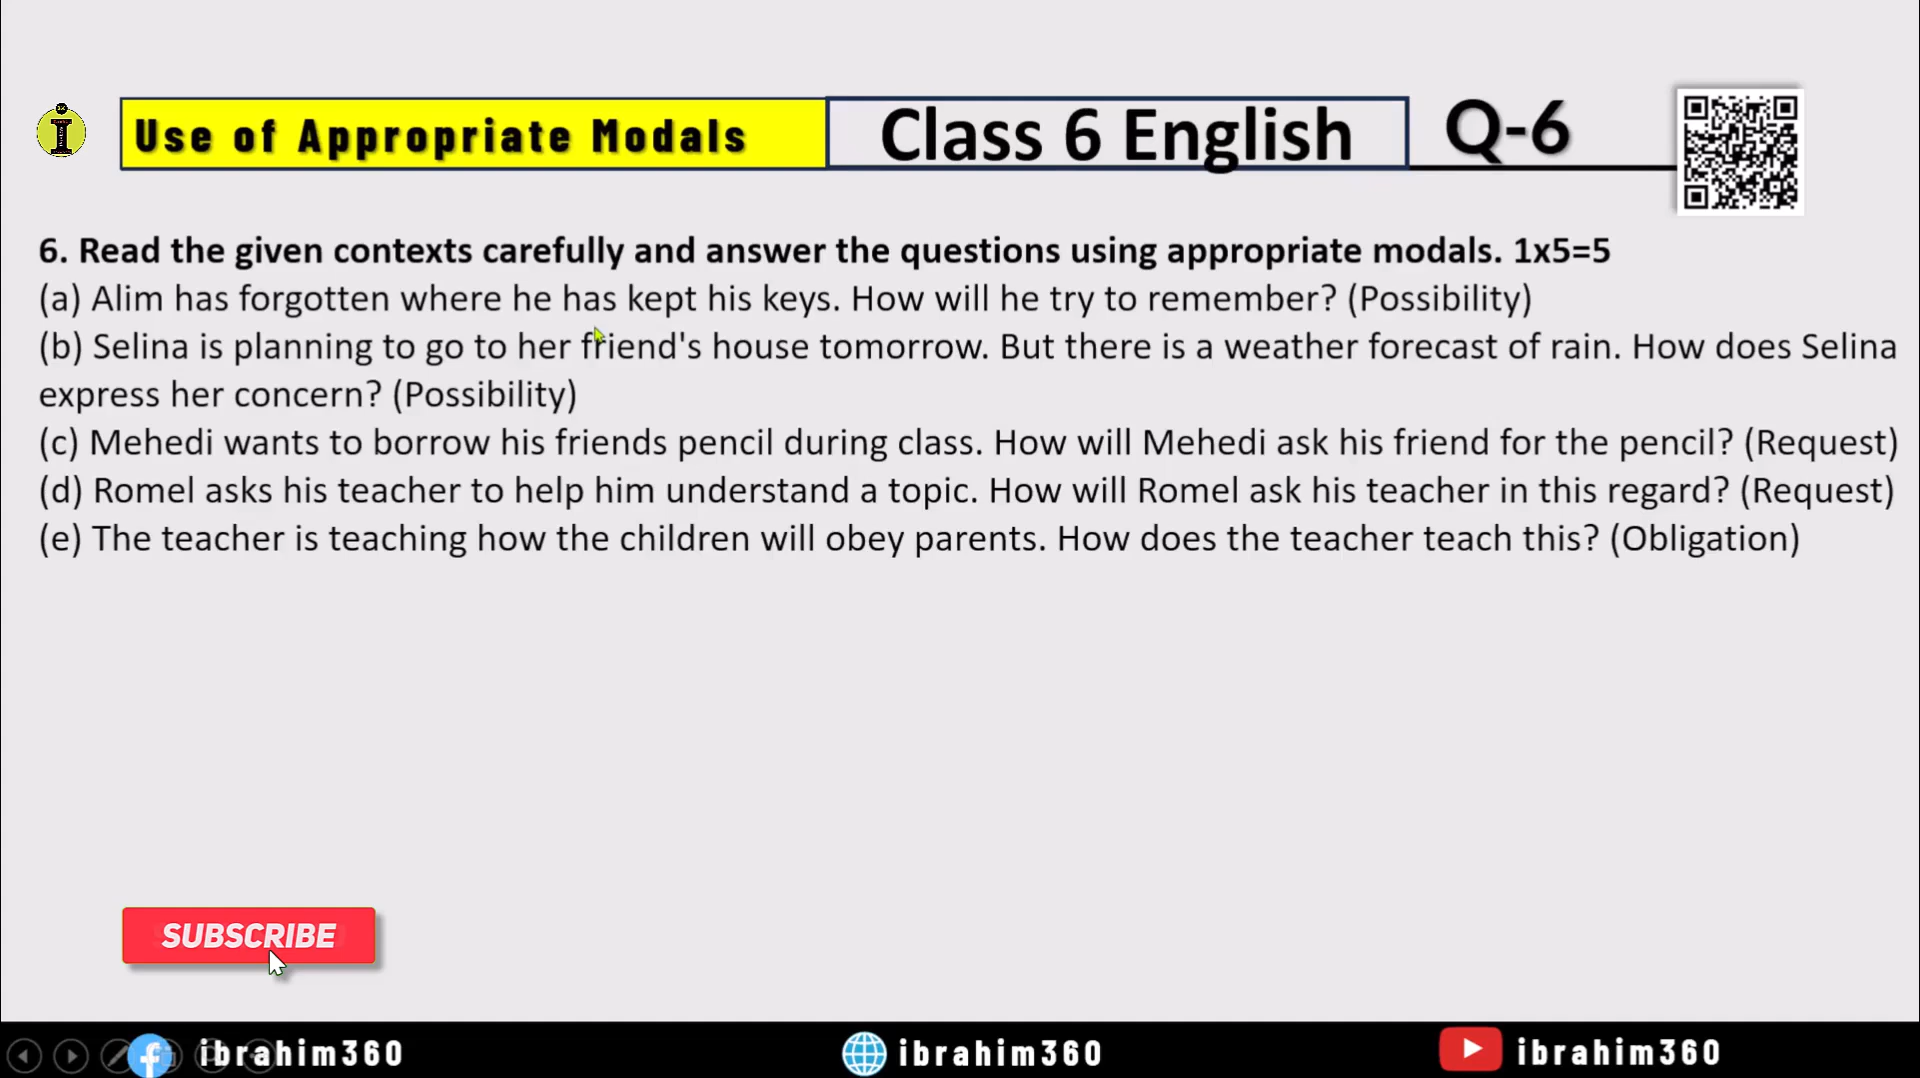 Use of Appropriate Modals
Class 6 English
Q-6
6. Read the given contexts carefully and answer the questions using appropriate modals. 1x5=5
(a) Alim has forgotten where he has kept his keys. How will he try to remember? (Possibility)
(b) Selina is planning to go to her friend's house tomorrow. But there is a weather forecast of rain. How does Selina
express her concern? (Possibility)
(c) Mehedi wants to borrow his friends pencil during class. How will Mehedi ask his friend for the pencil? (Request)
(d) Romel asks his teacher to help him understand a topic. How will Romel ask his teacher in this regard? (Request)
(e) The teacher is teaching how the children will obey parents. How does the teacher teach this? (Obligation)
SUBSCRIBE
ibrahim360
ibrahim360
ibrahim360